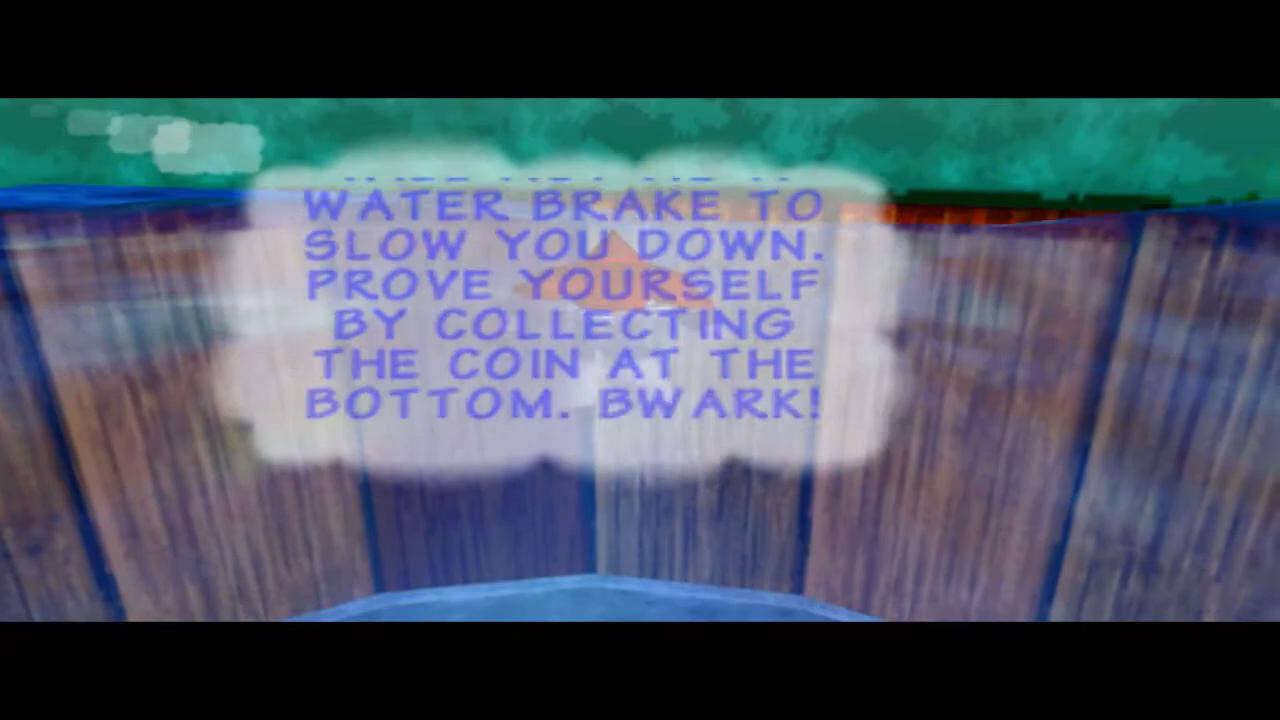 WATER BRAKE TO
SLOW YOU DOWN.
PROVE YOURSELF
BY COLLECTING
THE COIN AT THE
BOTTOM. BWARK!